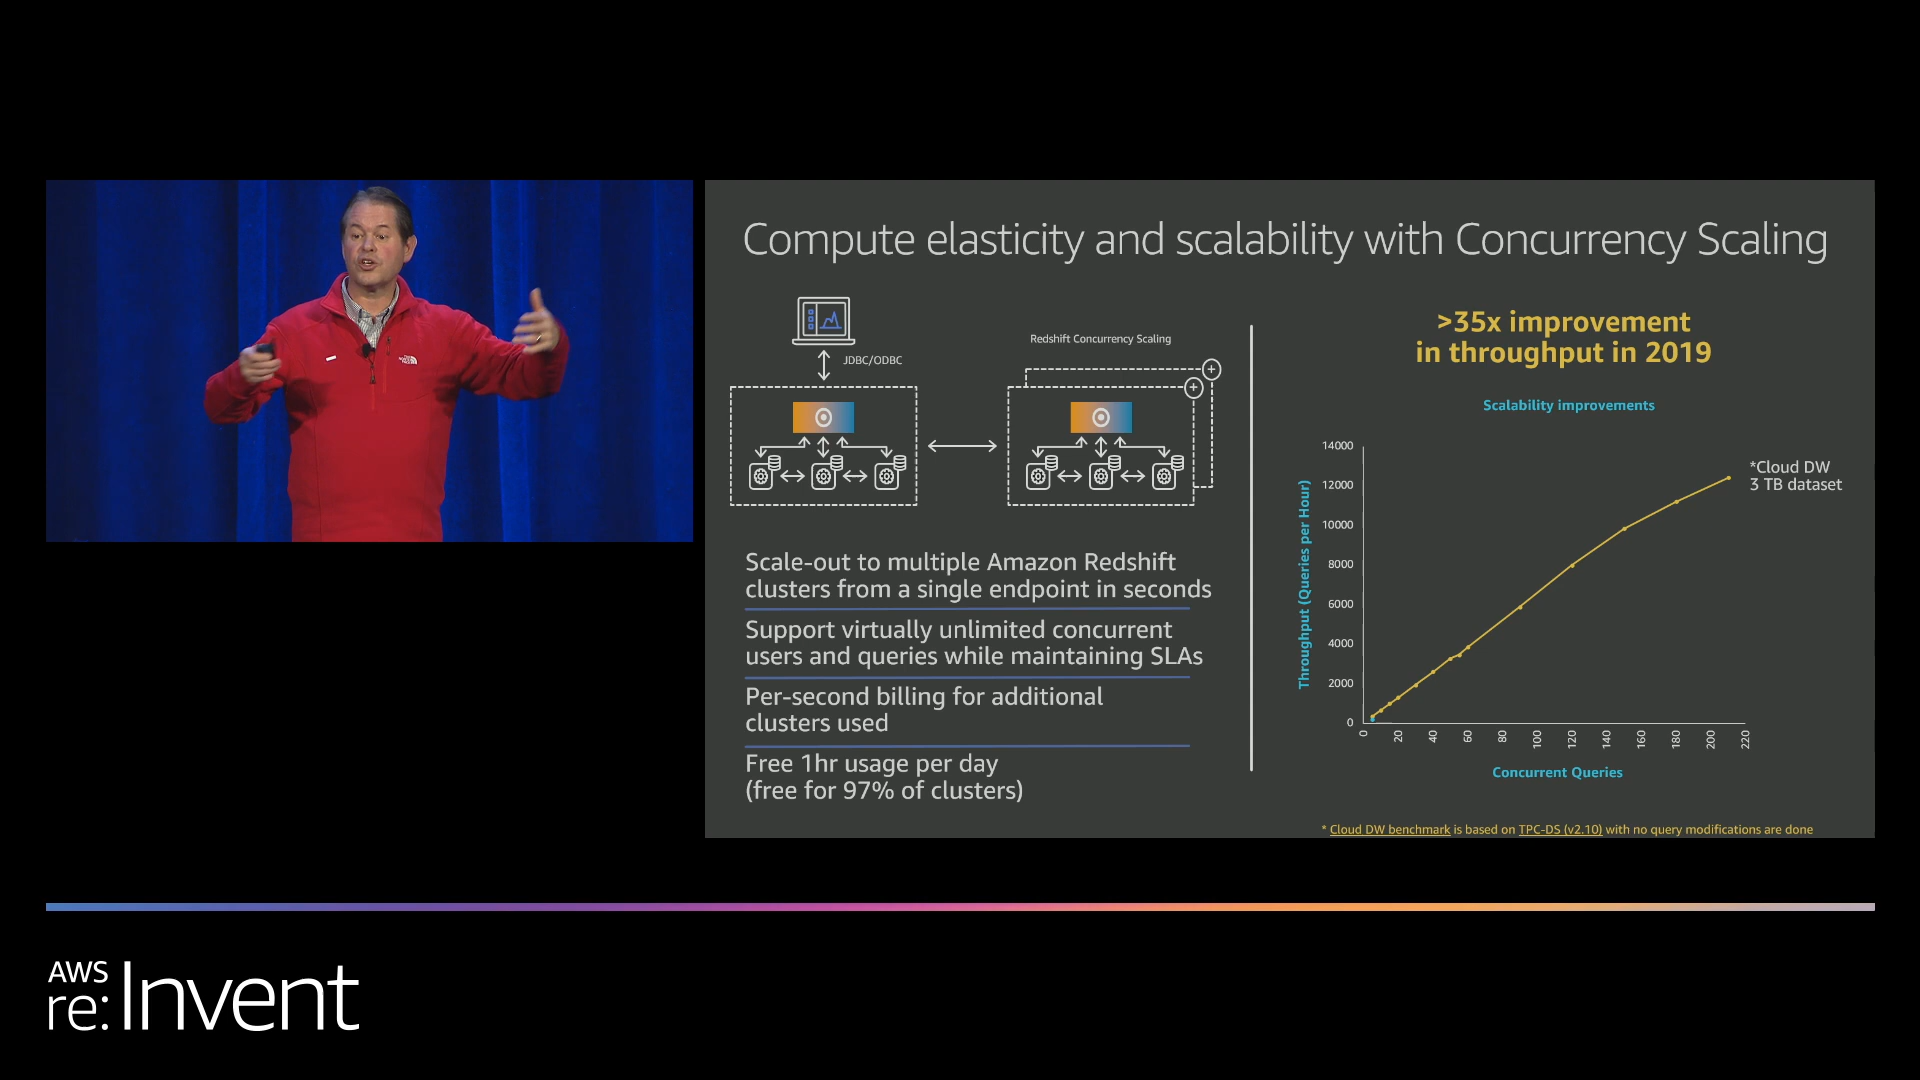 Compute elasticity and scalability with Concurrency Scaling
JDBC/ODBC
Redshift Concurrency Scaling
Scale-out to multiple Amazon Redshift
clusters from a single endpoint in seconds
Support virtually unlimited concurrent
users and queries while maintaining SLAs
Per-second billing for additional
clusters used
Free 1hr usage per day
(free for 97% of clusters)
>35x improvement
in throughput in 2019
Scalability improvements
Throughput (Queries per Hour)
14000
12000
10000
8000
6000
4000
2000
0
0 20 40 60 80 100 120 140 160 180 200 220
Concurrent Queries
*Cloud DW
3 TB dataset
* Cloud DW benchmark is based on TPC-DS (v2.10) with no query modifications are done
AWS
re:Invent